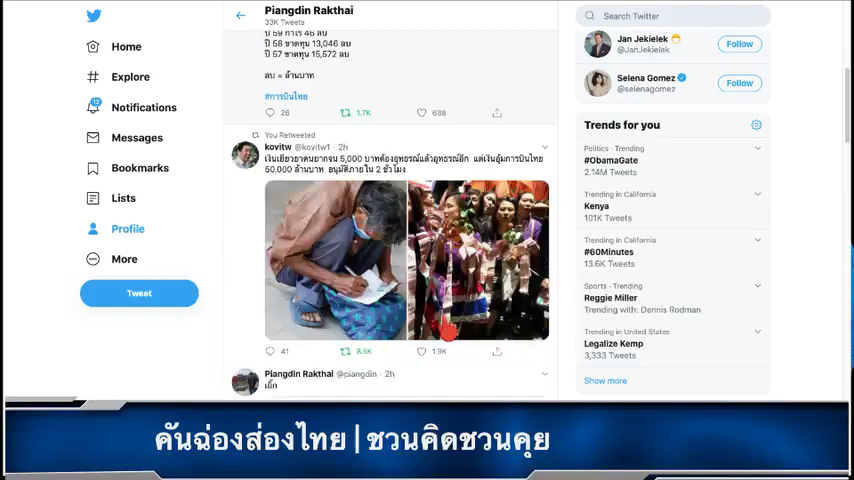 Piangdin Rakthai
33K Tweets
Search Twitter
Home
Explore
12
Notifications
Messages
Bookmarks
Lists
Profile
More
Tweet
ปี 59 กำไร 46 ลบ
ปี 58 ขาดทุน 13,046 ลบ
ปี 57 ขาดทุน 15,572 ลบ
ลบ = ล้านบาท
#การบินไทย
26 1.7K 638
You Retweeted
kovitw @kovitw1 · 2h
เงินเยียวยาคนยากจน 5,000 บาทต้องอุทธรณ์แล้วอุทธรณ์อีก แต่เงินอุ้มการบินไทย
50,000 ล้านบาท อนุมัติภายใน 2 ชั่วโมง
41 8.5K 1.9K
Piangdin Rakthai @piangdin · 2h
เอิ๊ก
Jan Jekielek
@JanJekielek
Follow
Selena Gomez
@selenagomez
Follow
Trends for you
Politics · Trending
#ObamaGate
2.14M Tweets
Trending in California
Kenya
101K Tweets
Trending in California
#60Minutes
13.6K Tweets
Sports · Trending
Reggie Miller
Trending with: Dennis Rodman
Trending in United States
Legalize Kemp
3,333 Tweets
Show more
คันฉ่องส่องไทย | ชวนคิดชวนคุย